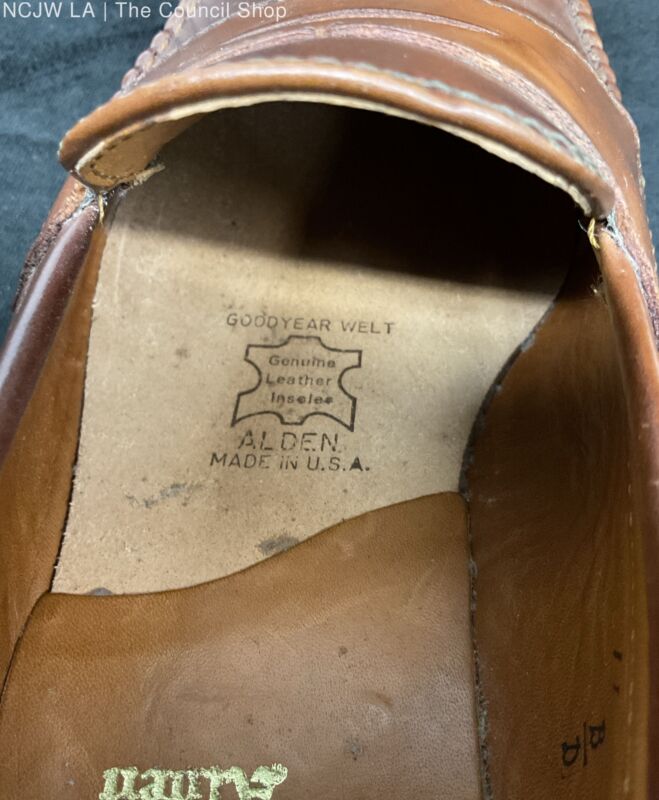 NCJW LA | The Council Shop
GOODYEAR WELT
Genuine
Leather
Insoles
ALDEN
MADE IN U.S.A.
B/D